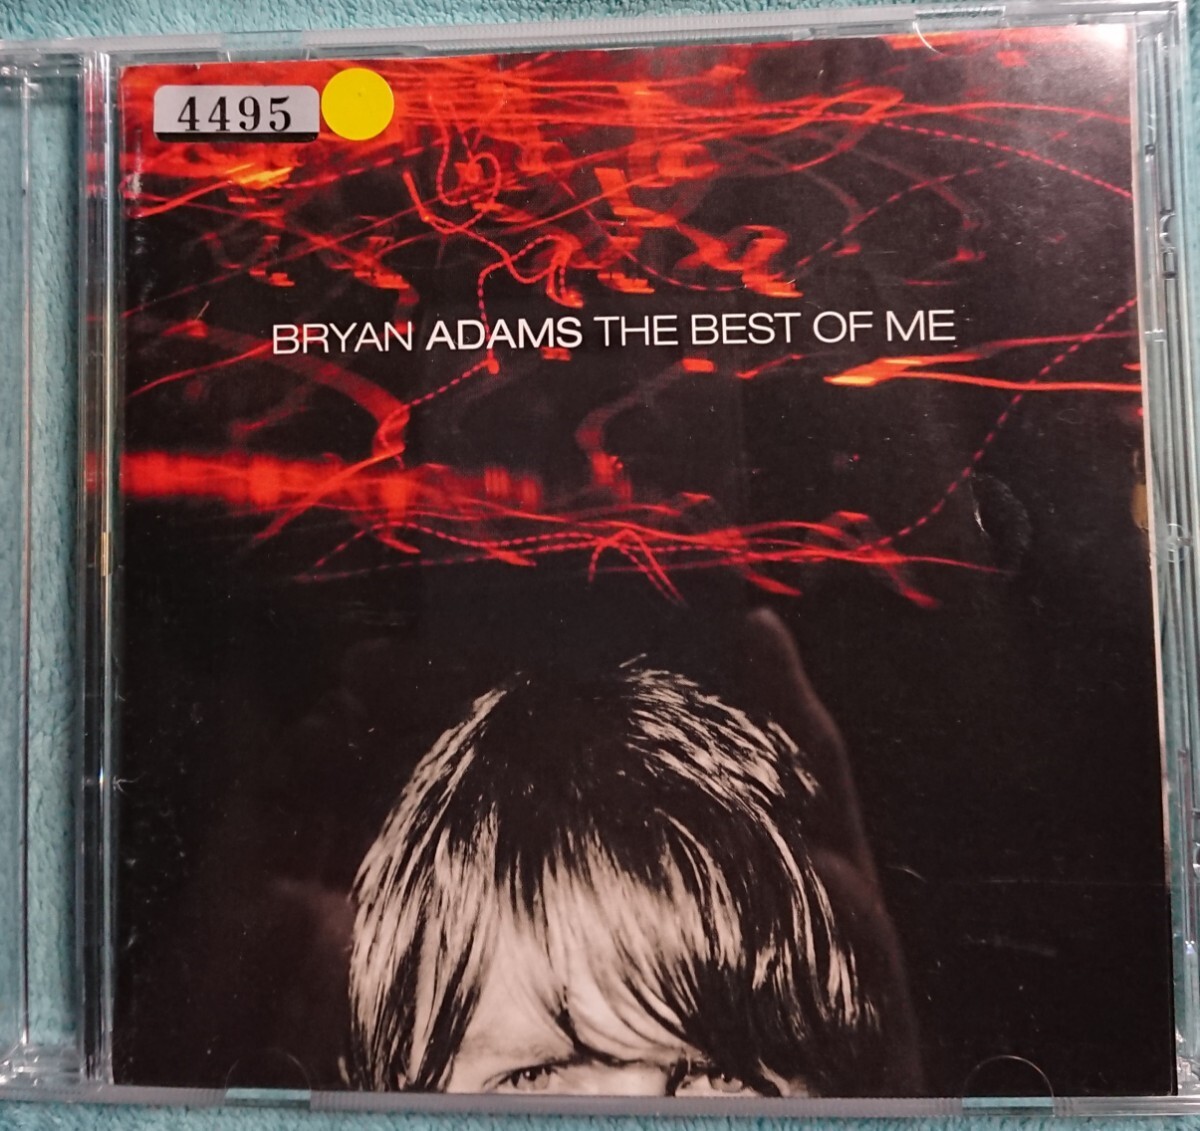 4495
BRYAN ADAMS THE BEST OF ME